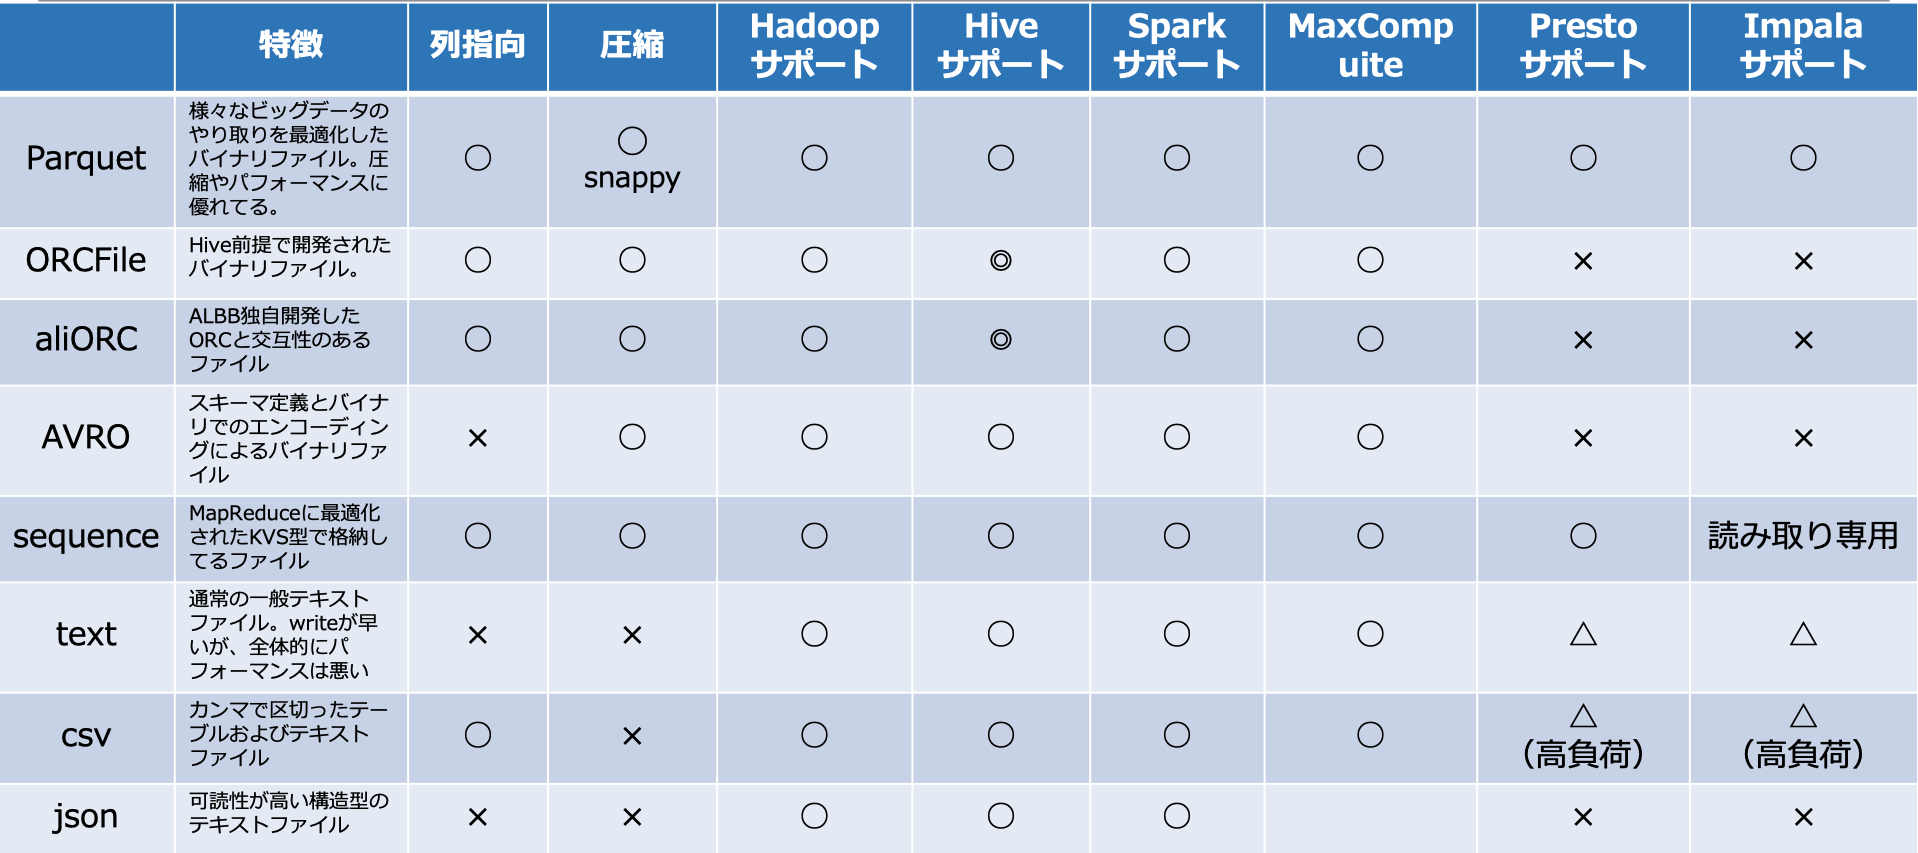 特徴
列指向
圧縮
Hadoop
サポート
Hive
サポート
Spark
サポート
MaxComp
uite
Presto
サポート
Impala
サポート
Parquet
様々なビッグデータの
やり取りを最適化した
バイナリファイル。圧
縮やパフォーマンスに
優れてる。
○
○
snappy
○
○
○
○
○
○
ORCFile
Hive前提で開発された
バイナリファイル。
○
○
○
◎
○
○
×
×
aliORC
ALBB独自開発した
ORCと交互性のある
ファイル
○
○
○
◎
○
○
×
×
AVRO
スキーマ定義とバイナ
リでのエンコーディン
グによるバイナリファ
イル
×
○
○
○
○
○
×
×
sequence
MapReduceに最適化
されたKVS型で格納し
てるファイル
○
○
○
○
○
○
○
読み取り専用
text
通常の一般テキスト
ファイル。writeが早
いが、全体的にパ
フォーマンスは悪い
×
×
○
○
○
○
△
△
csv
カンマで区切ったテー
ブルおよびテキスト
ファイル
○
×
○
○
○
○
△
（高負荷）
△
（高負荷）
json
可読性が高い構造型の
テキストファイル
×
×
○
○
○
×
×